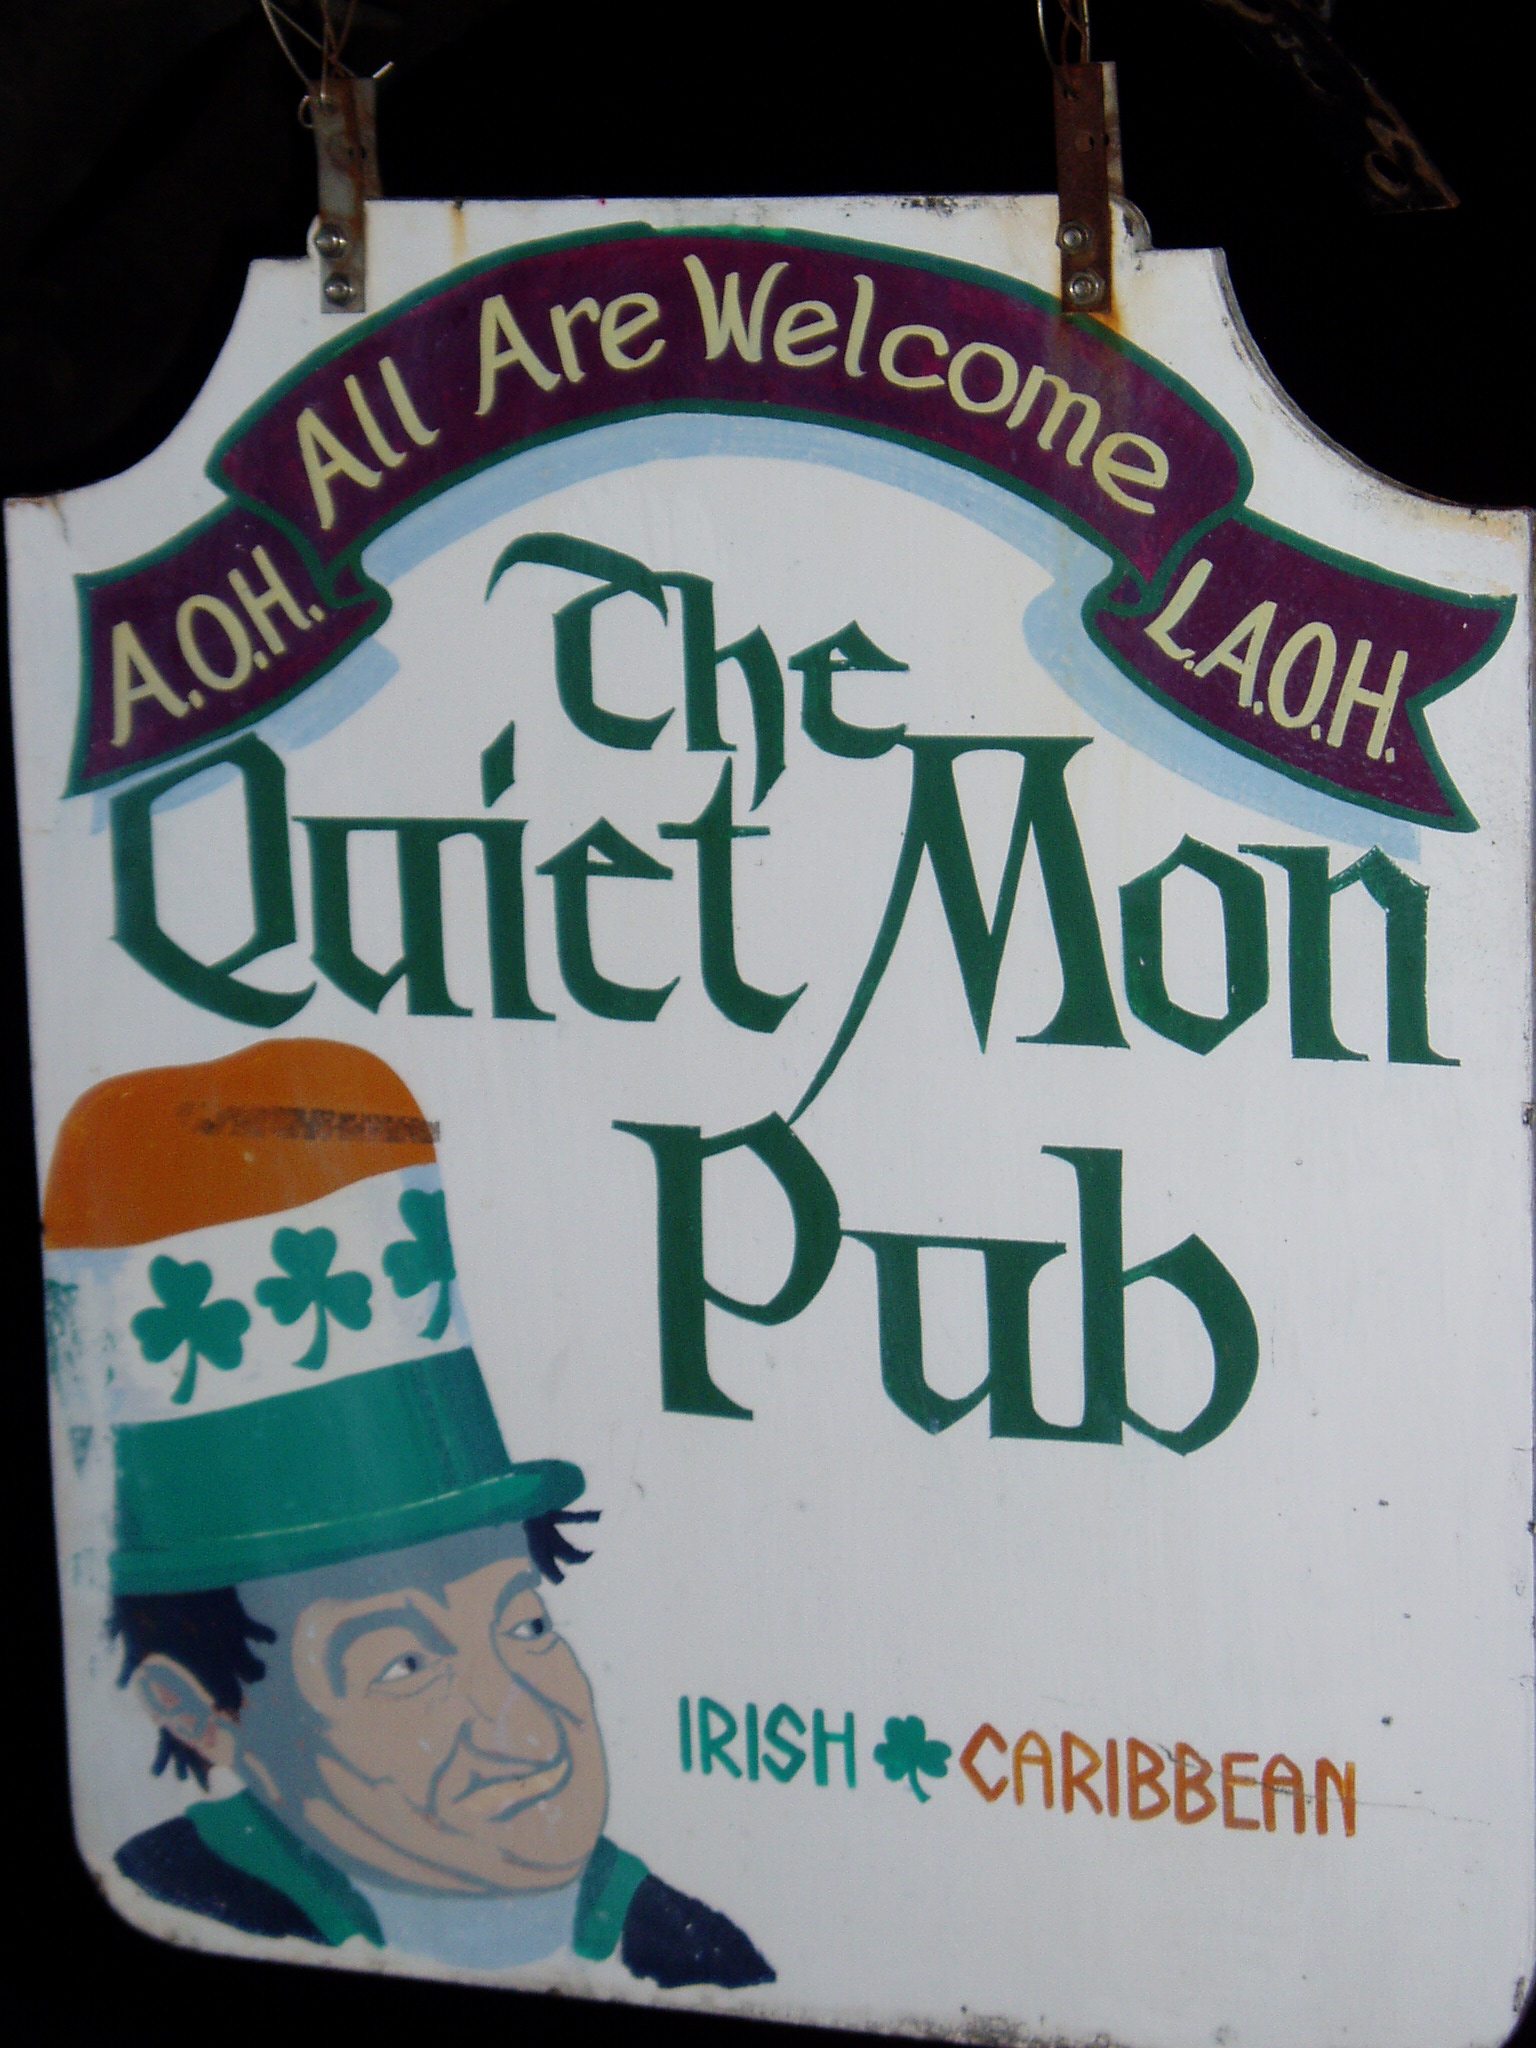 All Are Welcome
A.O.H. L.A.O.H.
The
Quiet Mon
Pub
IRISH CARIBBEAN